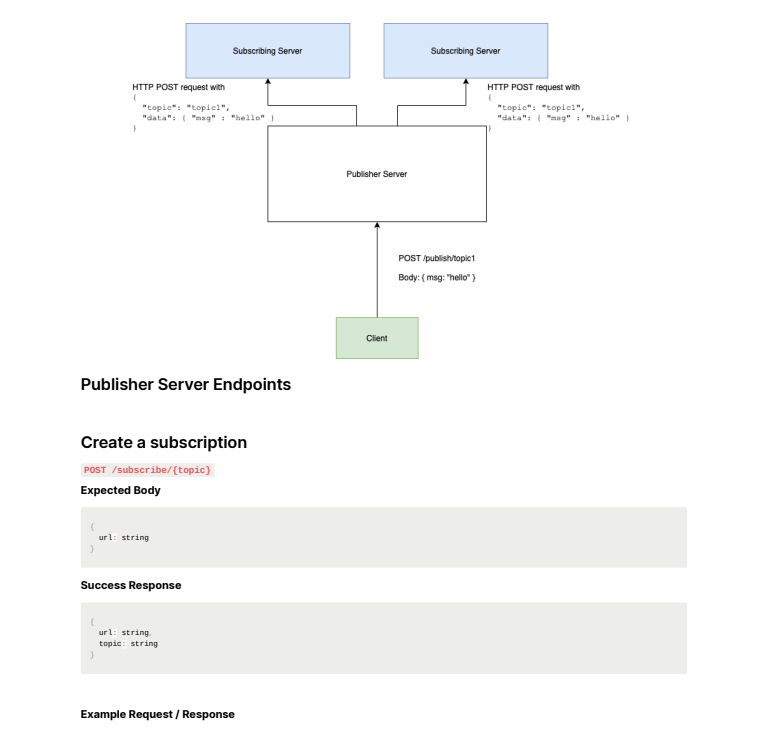 Subscribing Server
Subscribing Server
HTTP POST request with
{
  "topic": "topic1",
  "data": { "msg" : "hello" }
}
HTTP POST request with
{
  "topic": "topic1",
  "data": { "msg" : "hello" }
}
Publisher Server
POST /publish/topic1
Body: { msg: "hello" }
Client
Publisher Server Endpoints
Create a subscription
POST /subscribe/{topic}
Expected Body
{
  url: string
}
Success Response
{
  url: string,
  topic: string
}
Example Request / Response